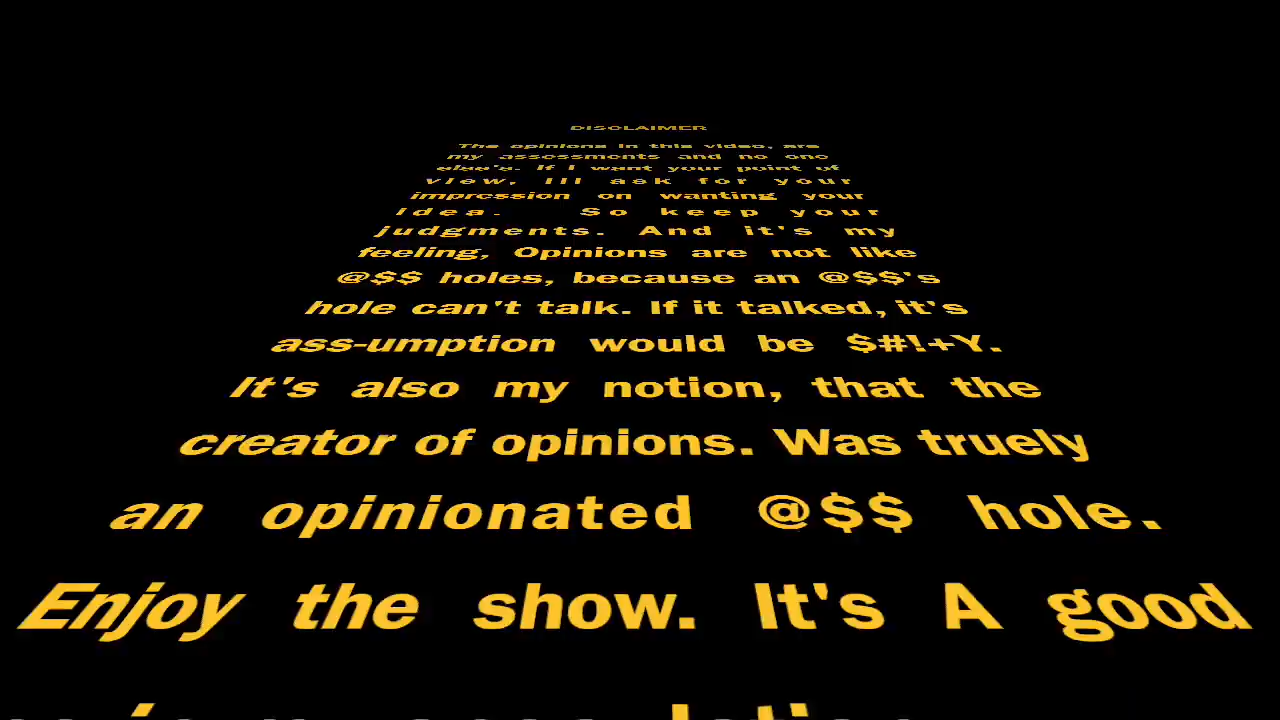 DISCLAIMER
The opinions in this video, are
my assessments and no one
else's. If I want your point of
view, Ill ask for your
impression on wanting your
idea. So keep your
judgments. And it's my
feeling, Opinions are not like
@$$ holes, because an @$$'s
hole can't talk. If it talked, it's
ass-umption would be $#!+Y.
It's also my notion, that the
creator of opinions. Was truely
an opinionated @$$ hole.
Enjoy the show. It's A good